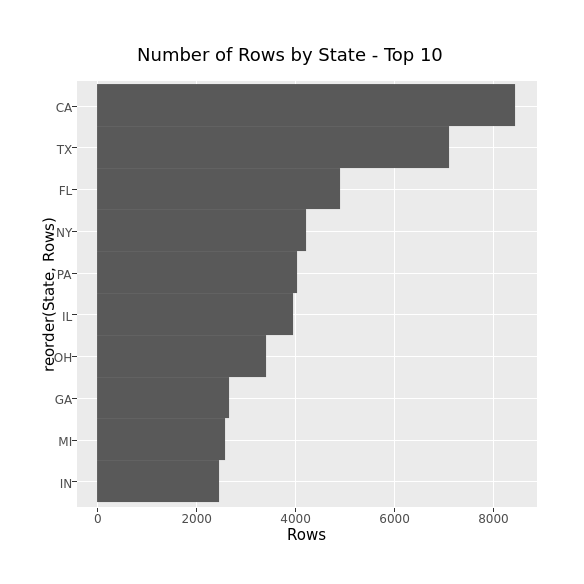 Number of Rows by State - Top 10
reorder(State, Rows)
CA
TX
FL
NY
PA
IL
OH
GA
MI
IN
0 2000 4000 6000 8000
Rows